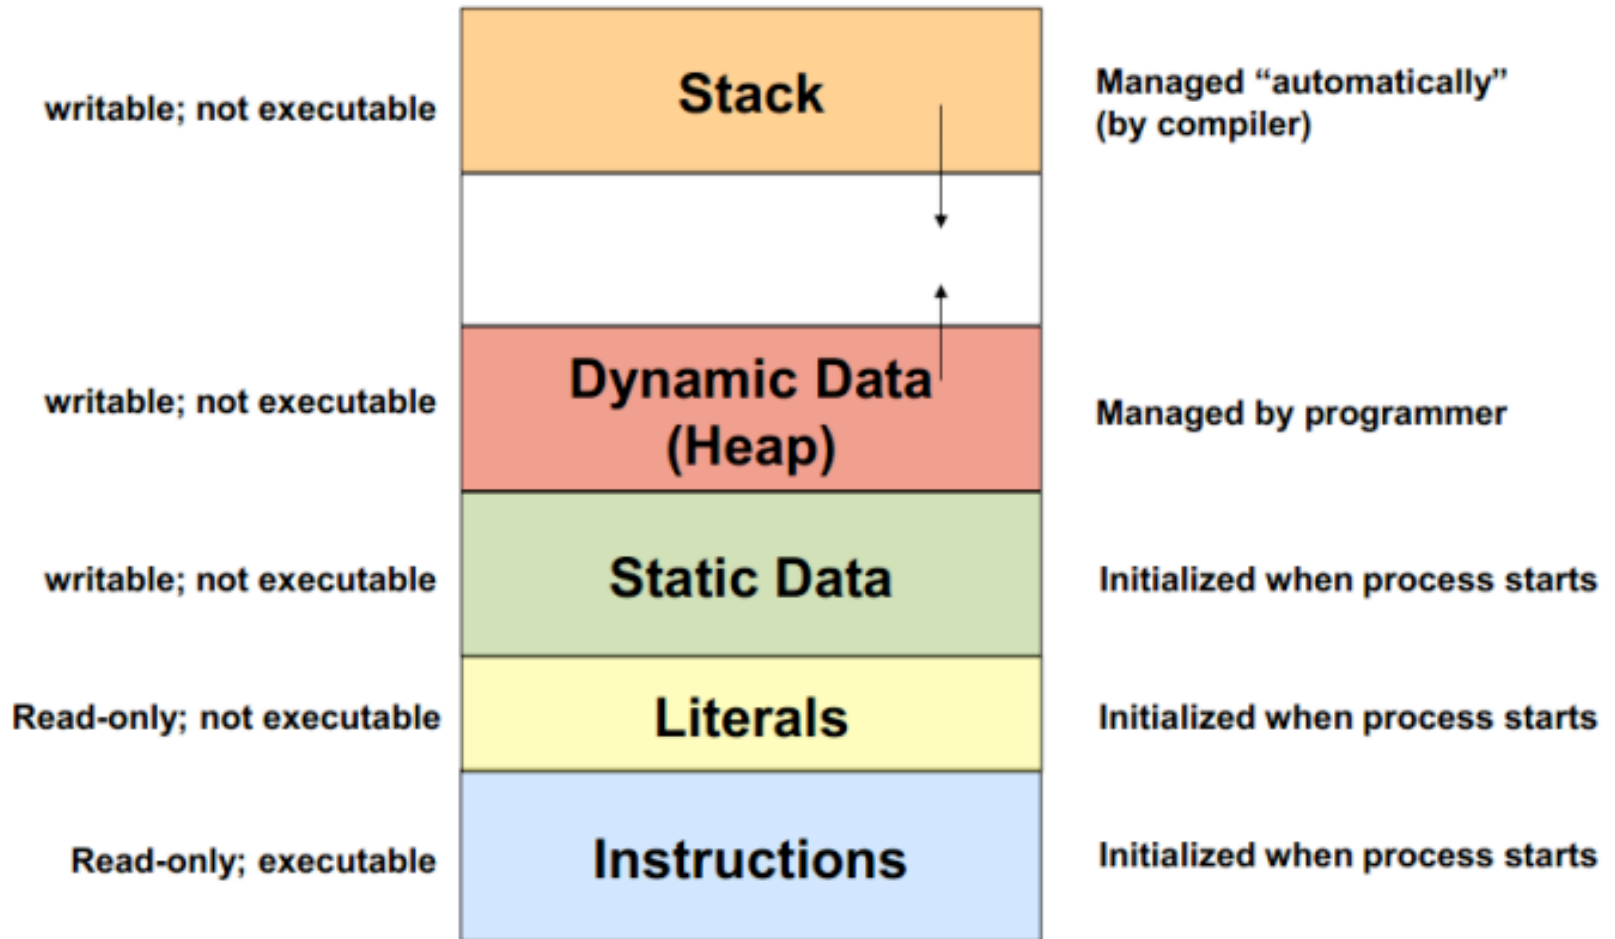 writable; not executable
Stack
Managed “automatically”
(by compiler)
writable; not executable
Dynamic Data
(Heap)
Managed by programmer
writable; not executable
Static Data
Initialized when process starts
Read-only; not executable
Literals
Initialized when process starts
Read-only; executable
Instructions
Initialized when process starts